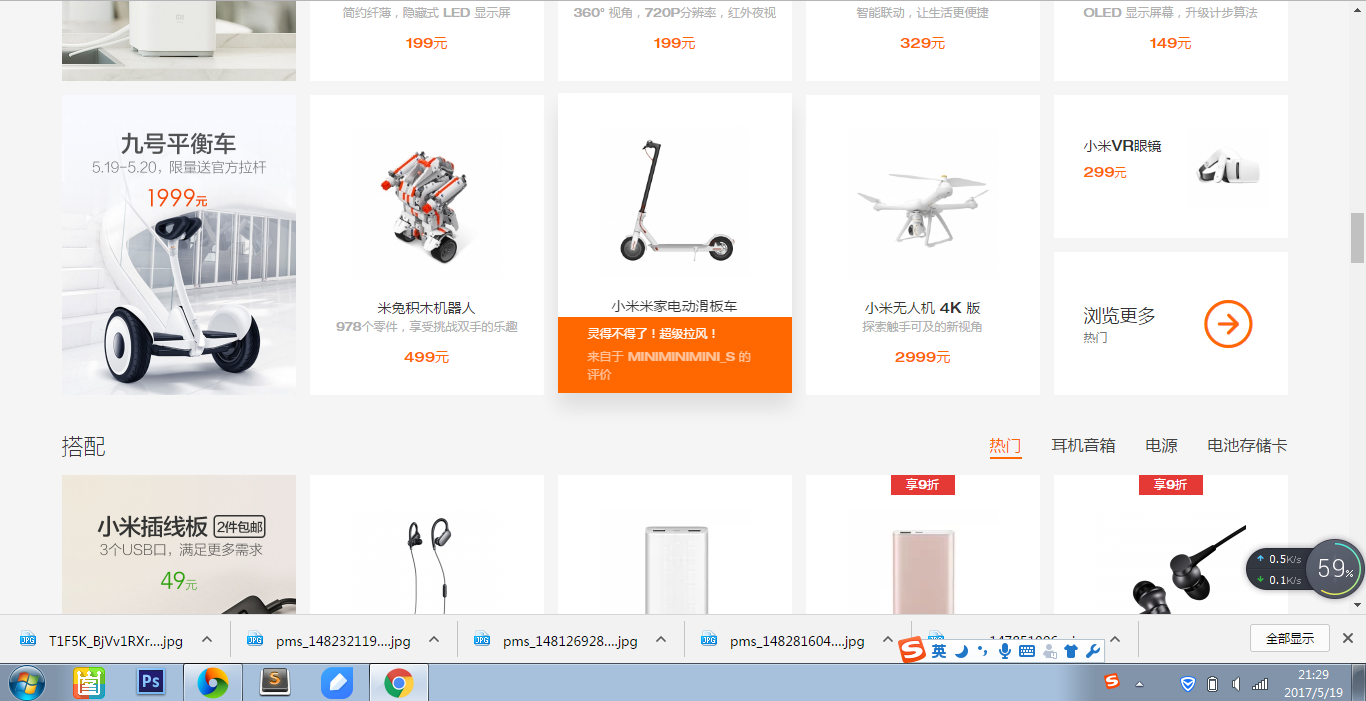 简约纤薄，隐藏式 LED 显示屏
199元
360° 视角，720P分辨率，红外夜视
199元
智能联动，让生活更便捷
329元
OLED 显示屏幕，升级计步算法
149元
九号平衡车
5.19-5.20，限量送官方拉杆
1999元
米兔积木机器人
978个零件，享受挑战双手的乐趣
499元
小米米家电动滑板车
灵得不得了！超级拉风！
来自于 MINIMINIMINI_S 的
评价
小米无人机 4K 版
探索触手可及的新视角
2999元
小米VR眼镜
299元
浏览更多
热门
搭配
热门 耳机音箱 电源 电池存储卡
小米插线板 2件包邮
3个USB口，满足更多需求
49元
享9折
享9折
0.5K/s
0.1K/s
59%
JPG T1F5K_BjVv1RXr....jpg
JPG pms_148232119....jpg
JPG pms_148126928....jpg
JPG pms_148281604....jpg
全部显示
S 英
Ps
S
21:29
2017/5/19